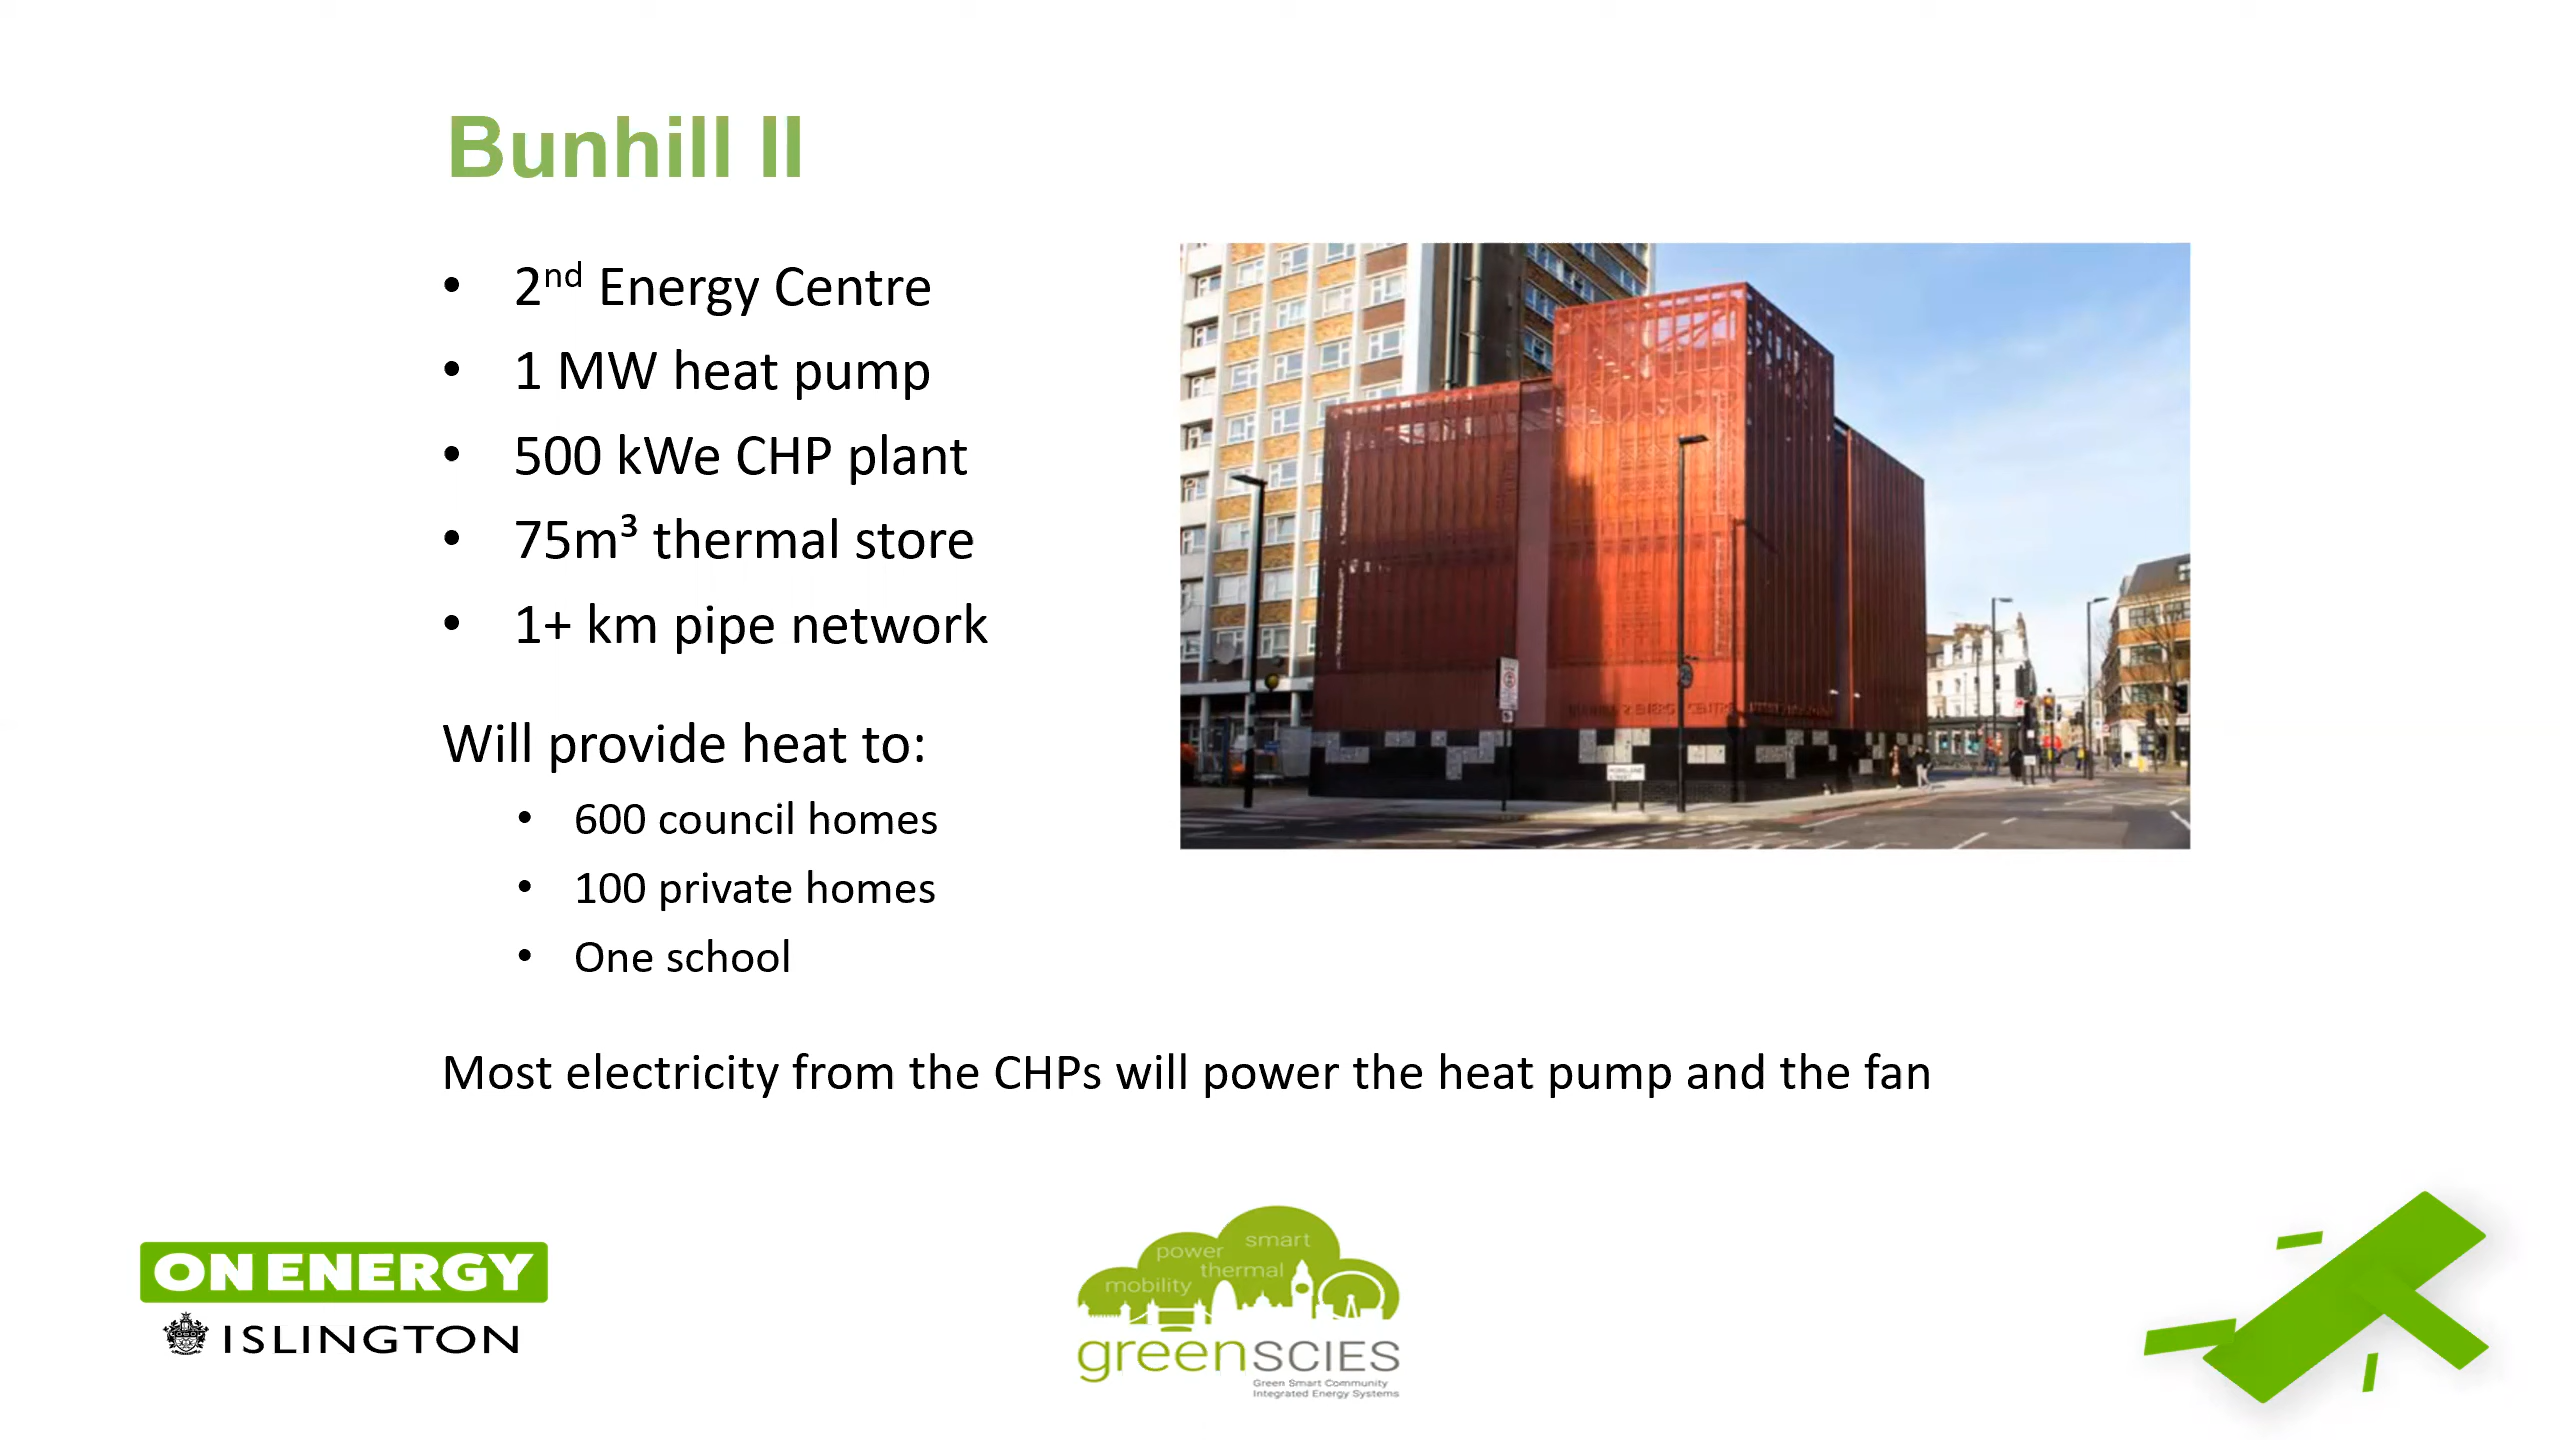 Bunhill II
• 2nd Energy Centre
• 1 MW heat pump
• 500 kWe CHP plant
• 75m³ thermal store
• 1+ km pipe network
Will provide heat to:
• 600 council homes
• 100 private homes
• One school
Most electricity from the CHPs will power the heat pump and the fan
ON ENERGY
ISLINGTON
power smart
thermal
mobility
greenSCIES
Green Smart Community
Integrated Energy Systems